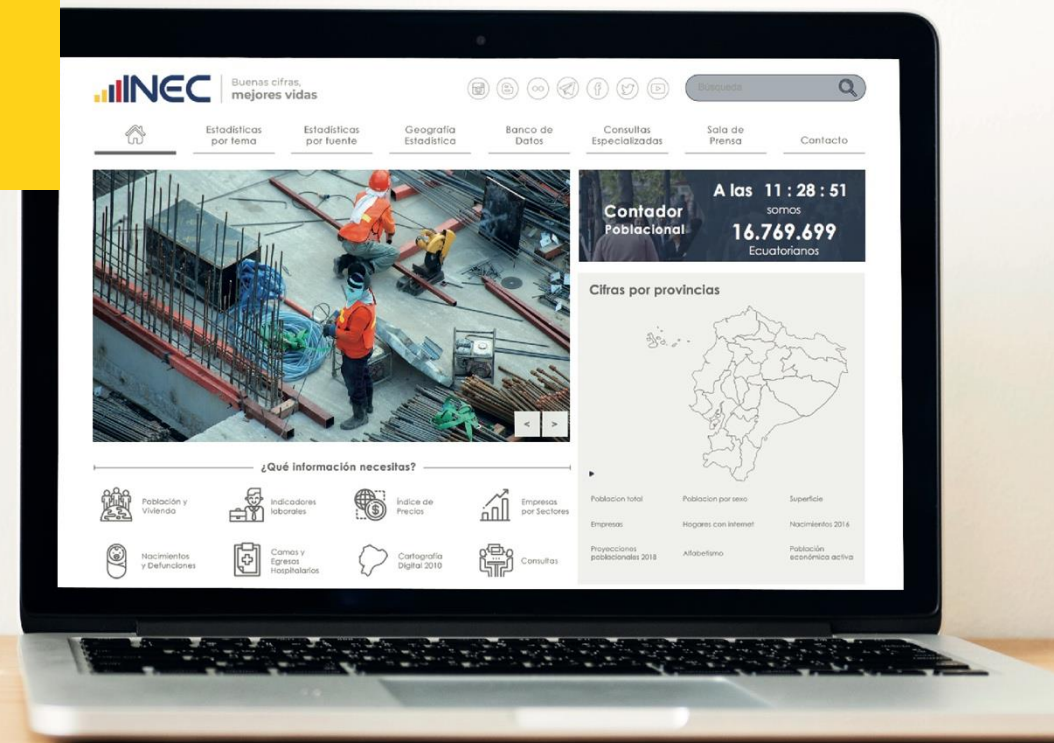 INEC
Buenas cifras,
mejores vidas
Búsqueda
Estadísticas
por tema
Estadísticas
por fuente
Geografía
Estadística
Banco de
Datos
Consultas
Especializadas
Sala de
Prensa
Contacto
Contador
Poblacional
A las 11 : 28 : 51
somos
16.769.699
Ecuatorianos
Cifras por provincias
< >
¿Qué información necesitas?
Población y
Vivienda
Indicadores
laborales
Índice de
Precios
Empresas
por Sectores
Nacimientos
y Defunciones
Camas y
Egresos
Hospitalarios
Cartografía
Digital 2010
Consultas
Poblacion total
Poblacion por sexo
Superficie
Empresas
Hogares con internet
Nacimientos 2016
Proyecciones
poblacionales 2018
Alfabetismo
Población
económica activa